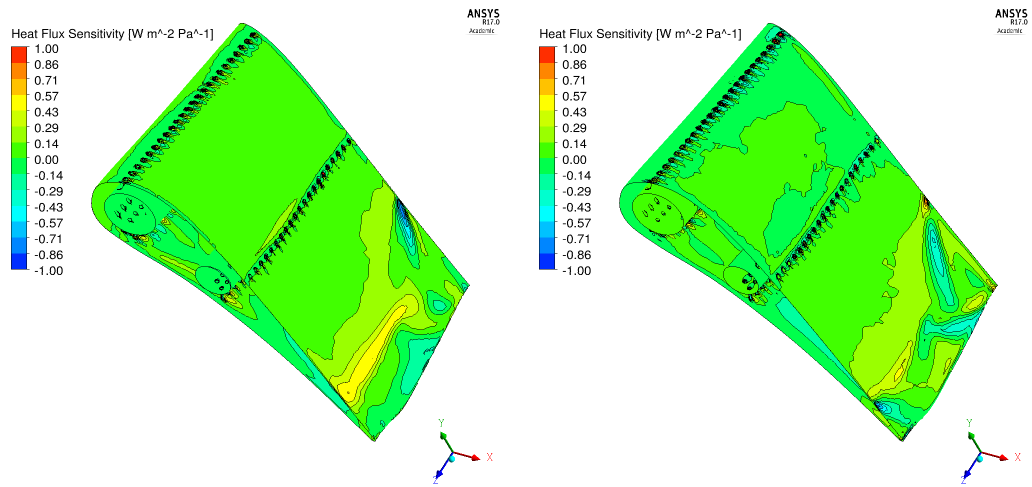 ANSYS
R17.0
Academic
Heat Flux Sensitivity [W m^-2 Pa^-1]
1.00
0.86
0.71
0.57
0.43
0.29
0.14
0.00
-0.14
-0.29
-0.43
-0.57
-0.71
-0.86
-1.00
Y
X
Z
ANSYS
R17.0
Academic
Heat Flux Sensitivity [W m^-2 Pa^-1]
1.00
0.86
0.71
0.57
0.43
0.29
0.14
0.00
-0.14
-0.29
-0.43
-0.57
-0.71
-0.86
-1.00
Y
X
Z